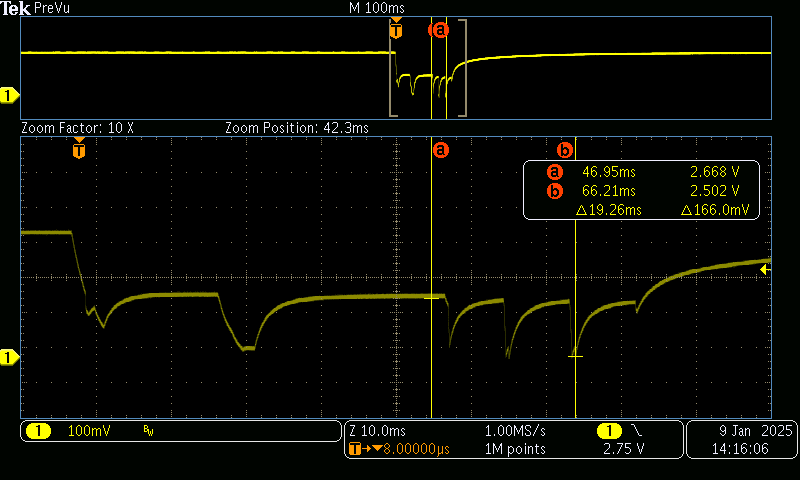 Tek PreVu M 100ms
T a
1
Zoom Factor: 10 X Zoom Position: 42.3ms
T a b
a 46.95ms 2.668 V
b 66.21ms 2.502 V
△19.26ms △166.0mV
1
1 100mV BW Z 10.0ms 1.00MS/s 1 9 Jan 2025
T→▼8.00000µs 1M points 2.75 V 14:16:06